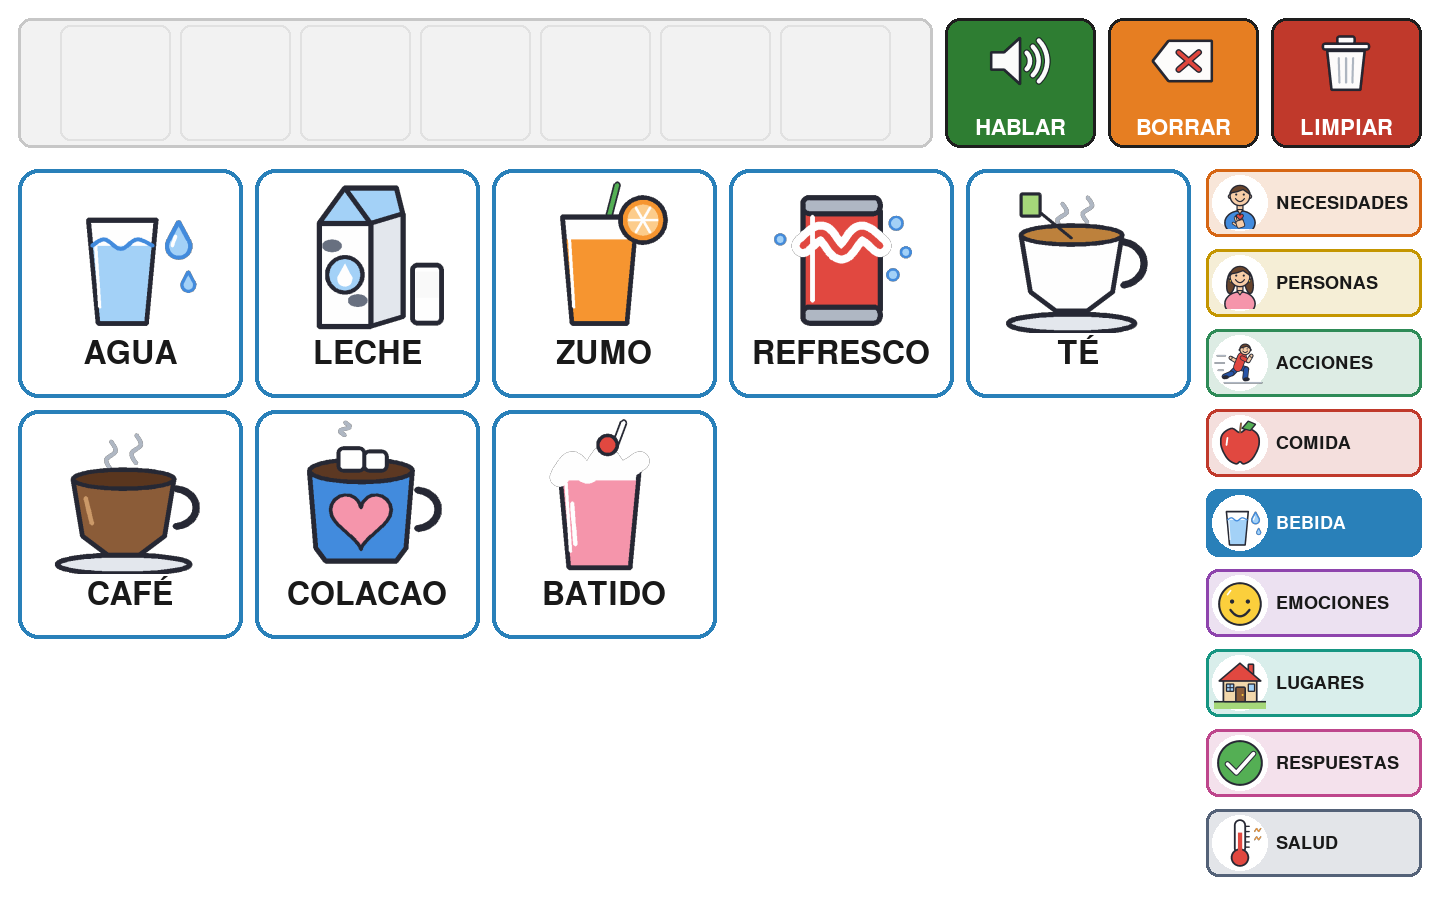 HABLAR
BORRAR
LIMPIAR
AGUA
LECHE
ZUMO
REFRESCO
TÉ
CAFÉ
COLACAO
BATIDO
NECESIDADES
PERSONAS
ACCIONES
COMIDA
BEBIDA
EMOCIONES
LUGARES
RESPUESTAS
SALUD